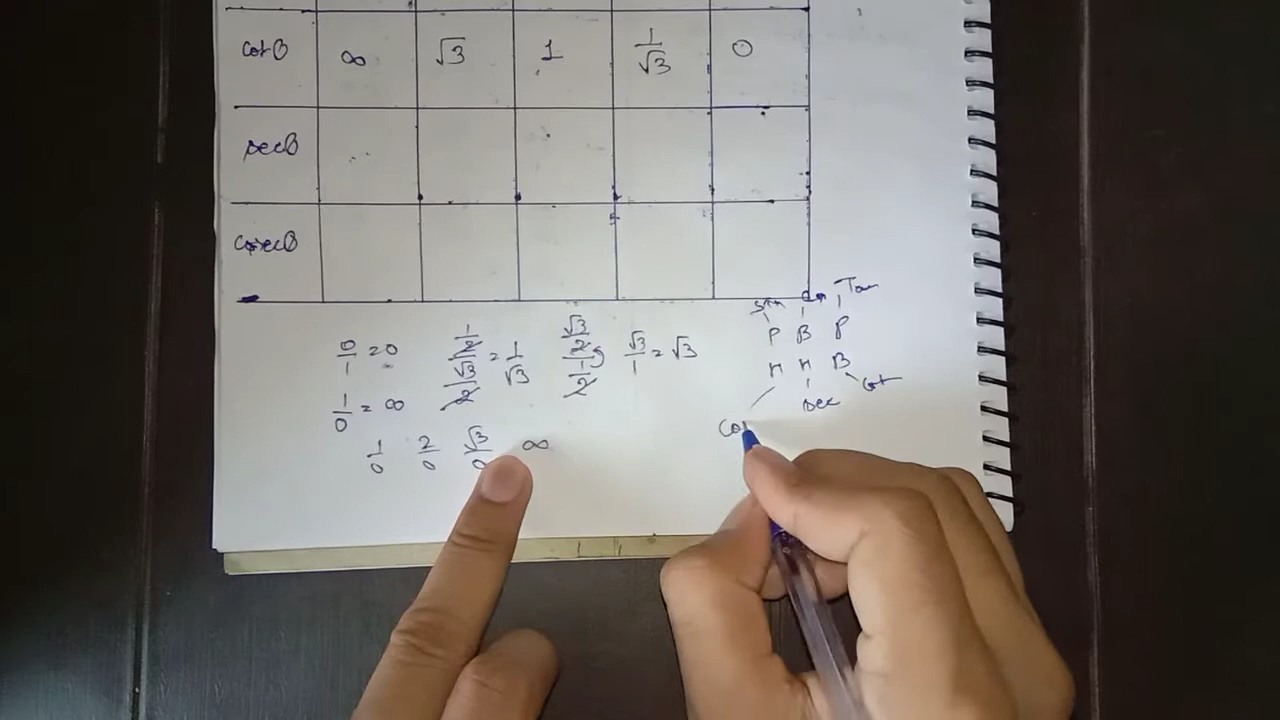 cotθ ∞ √3 1 1/√3 0
secθ
cosecθ
Sin Cos Tan
P B P
H H B
Cot
Sec
Co
0/1 = 0
1/2 / √3/2 = 1/√3
√3/2 / 1/2
√3/1 = √3
1/0 = ∞
1/0 2/0 √3/0 ∞